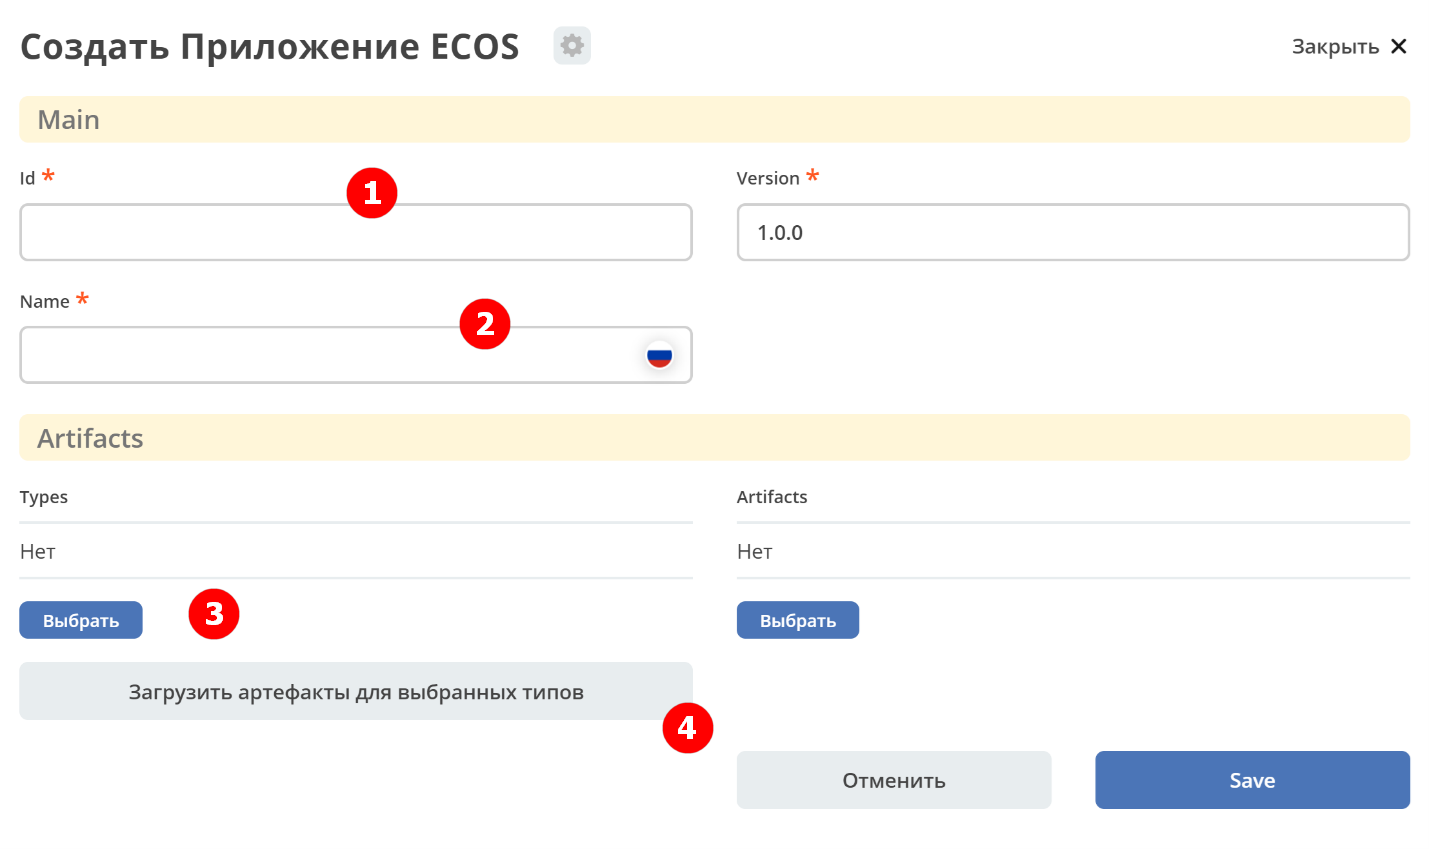 Создать Приложение ECOS
Закрыть
Main
Id *
1
Version *
1.0.0
Name *
2
Artifacts
Types
Artifacts
Нет
Нет
Выбрать
3
Выбрать
Загрузить артефакты для выбранных типов
4
Отменить
Save